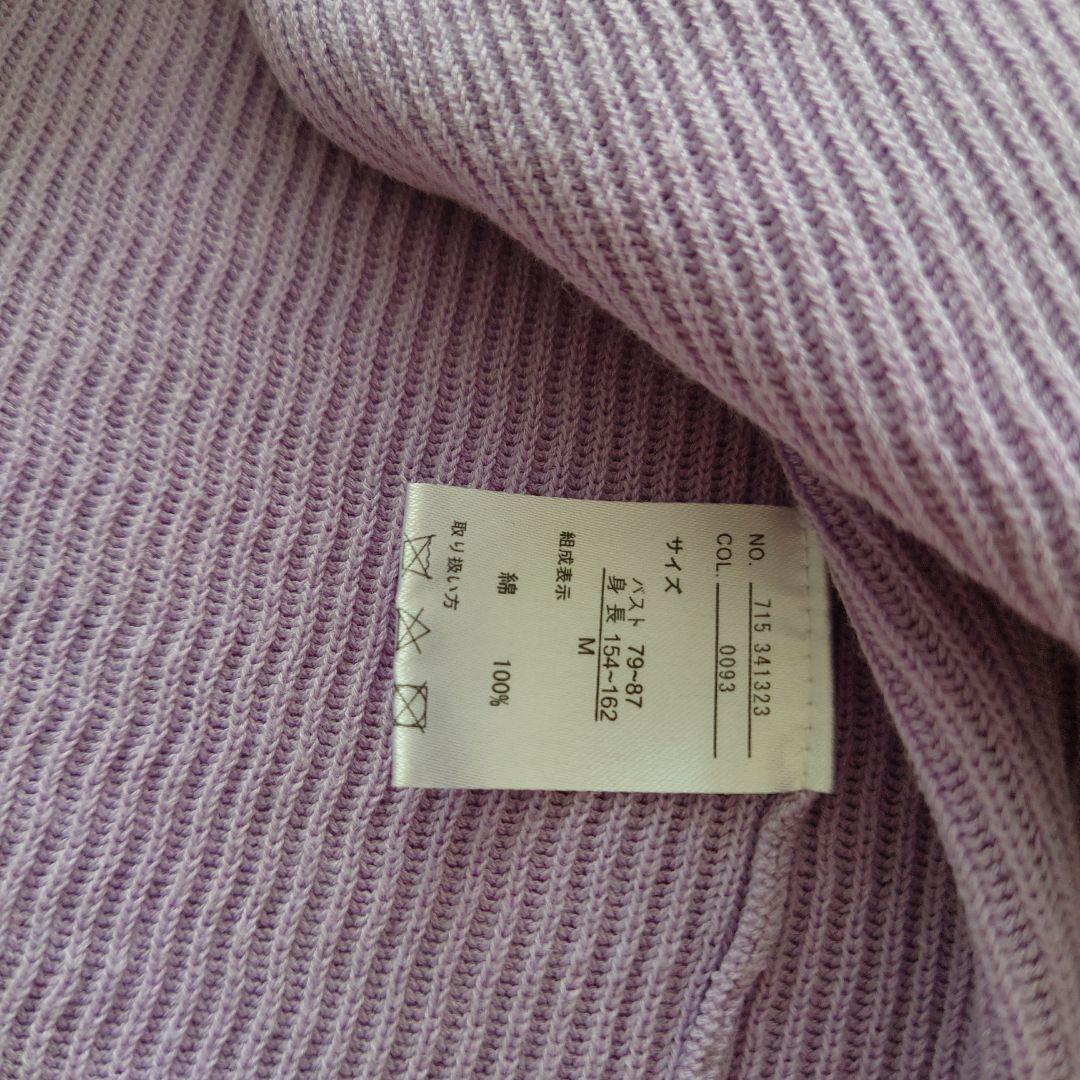 NO. 715 341323
COL. 0093
サイズ
バスト 79~87
身長 154~162
M
組成表示
綿 100%
取り扱い方